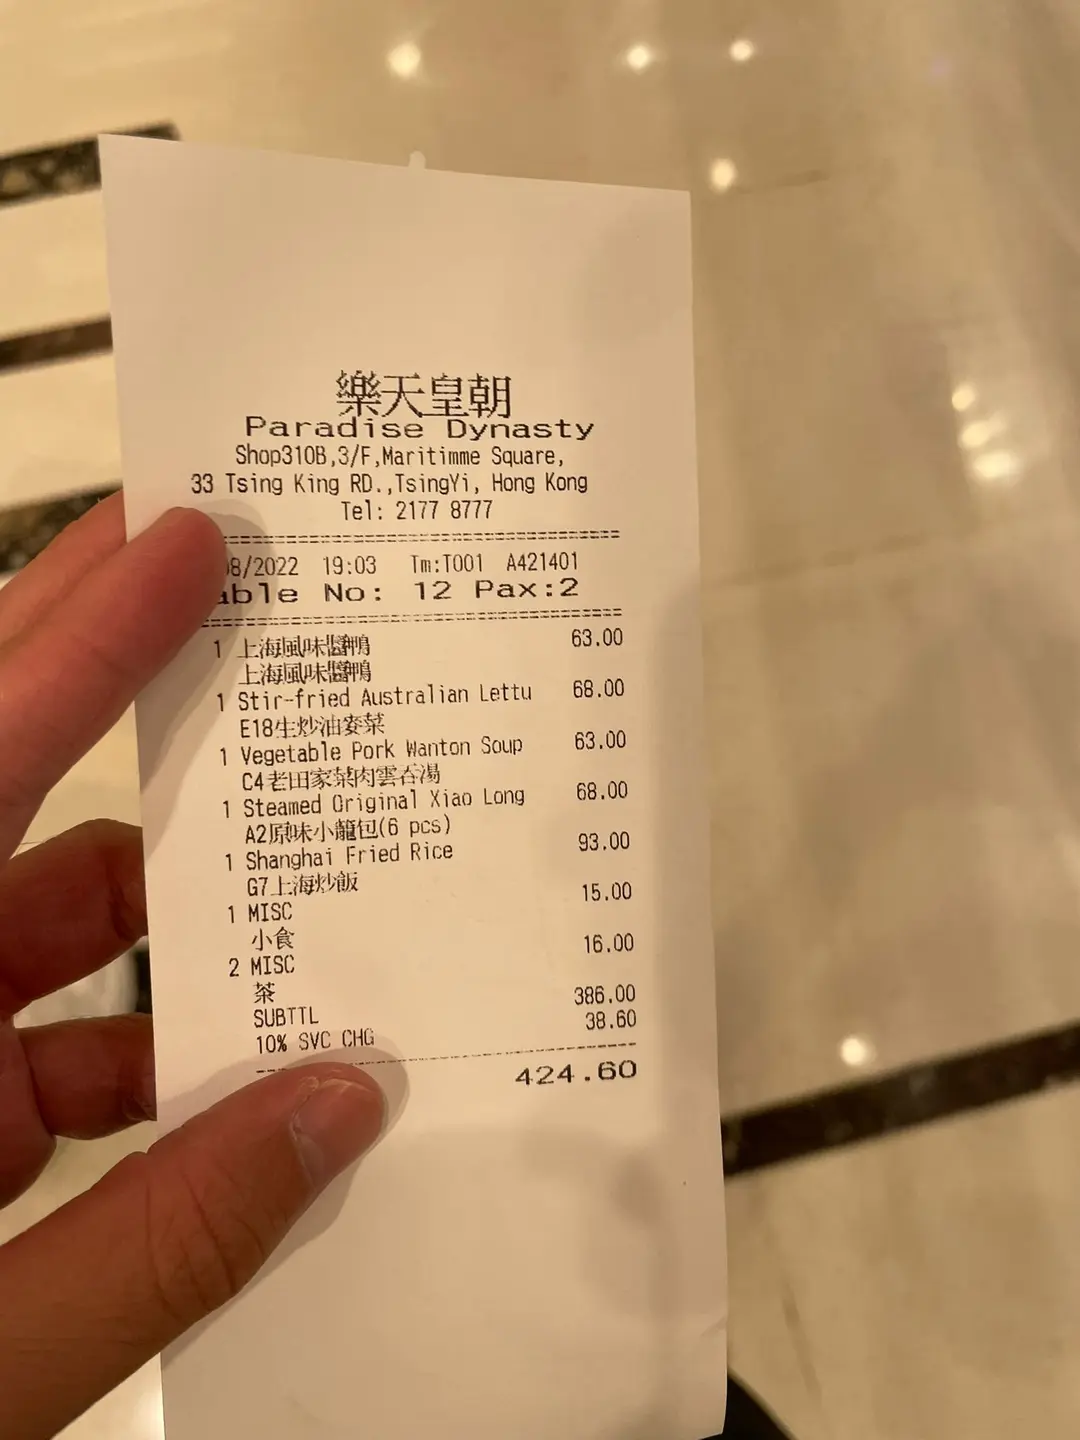 樂天皇朝
Paradise Dynasty
Shop310B,3/F,Maritimme Square,
33 Tsing King RD.,TsingYi, Hong Kong
Tel: 2177 8777
08/2022 19:03 Tm:T001 A421401
able No: 12 Pax:2
1 上海風味醬鴨 63.00
上海風味醬鴨
1 Stir-fried Australian Lettu 68.00
E18生炒油麥菜
1 Vegetable Pork Wanton Soup 63.00
C4老田家菜肉雲吞湯
1 Steamed Original Xiao Long 68.00
A2原味小籠包(6 pcs)
1 Shanghai Fried Rice 93.00
G7上海炒飯
1 MISC 15.00
小食
2 MISC 16.00
茶
SUBTTL 386.00
10% SVC CHG 38.60
424.60